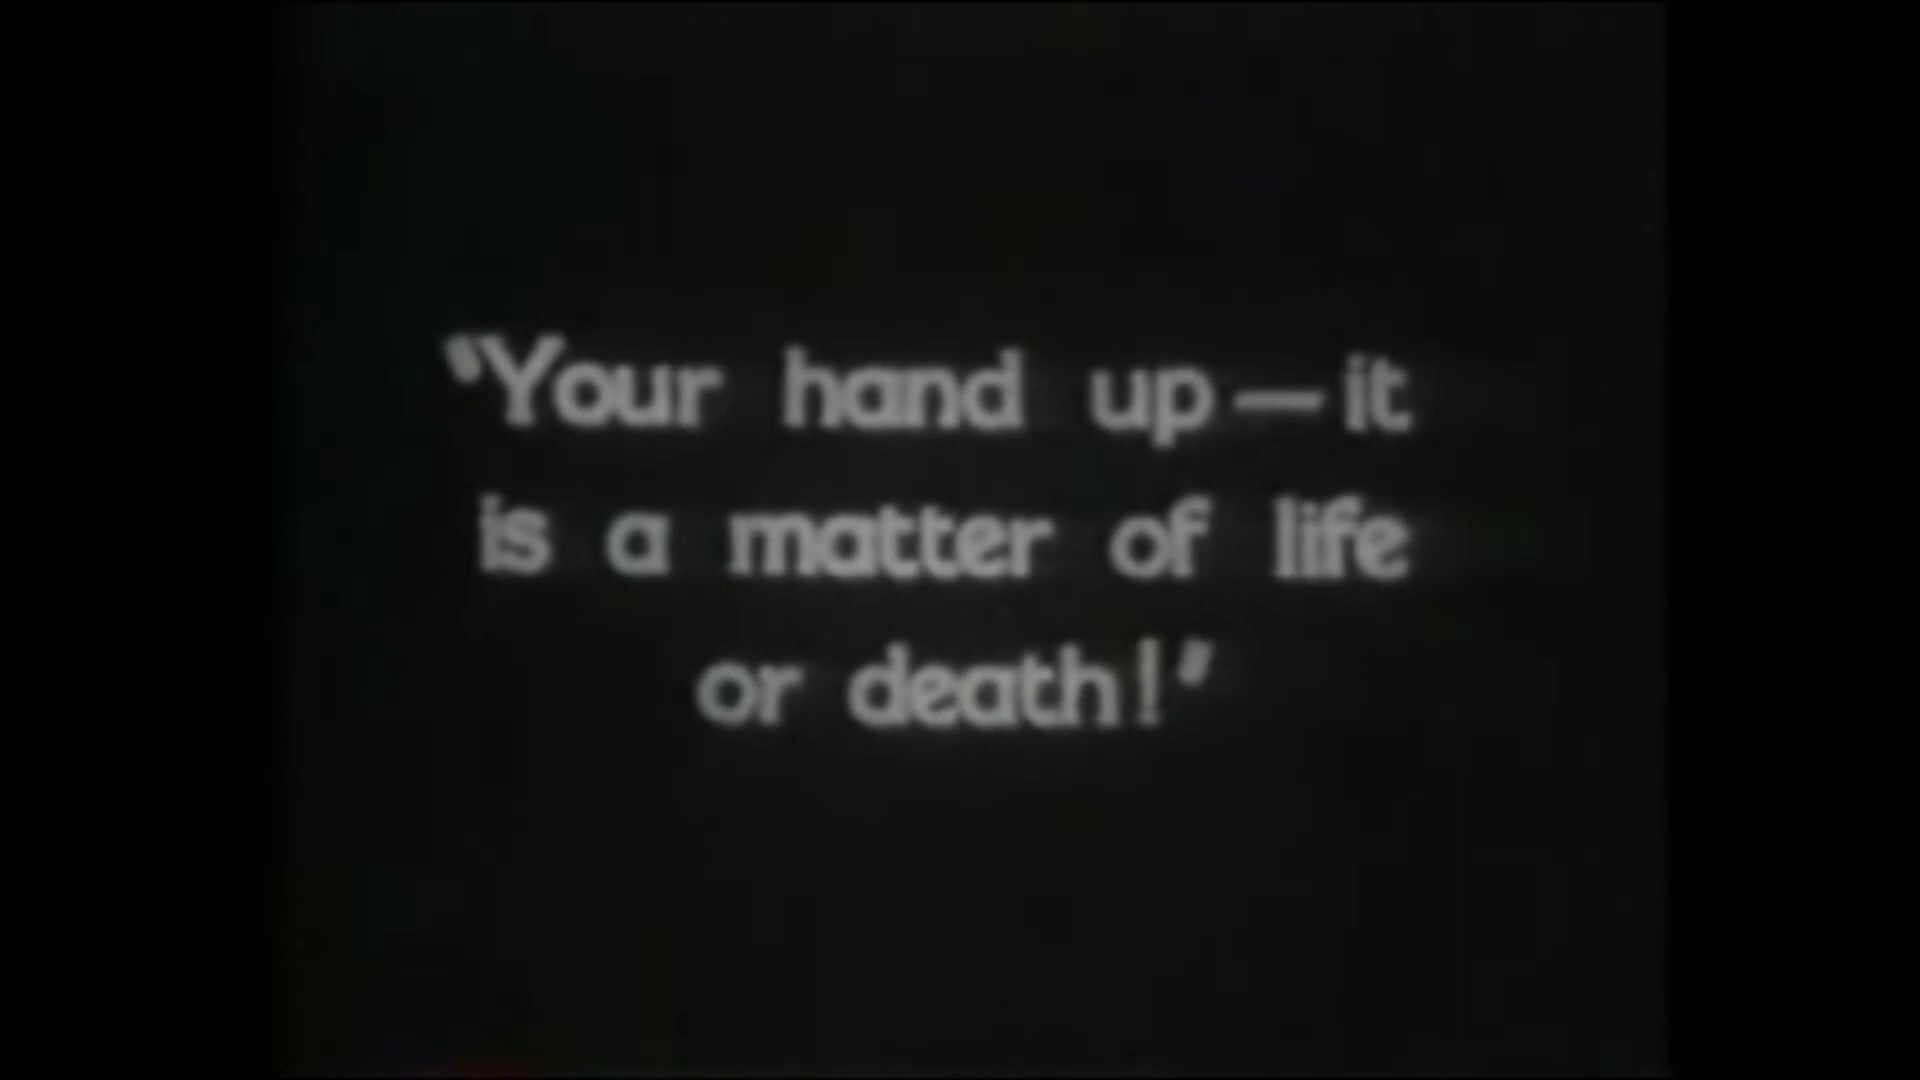 "Your hand up—it
is a matter of life
or death!"